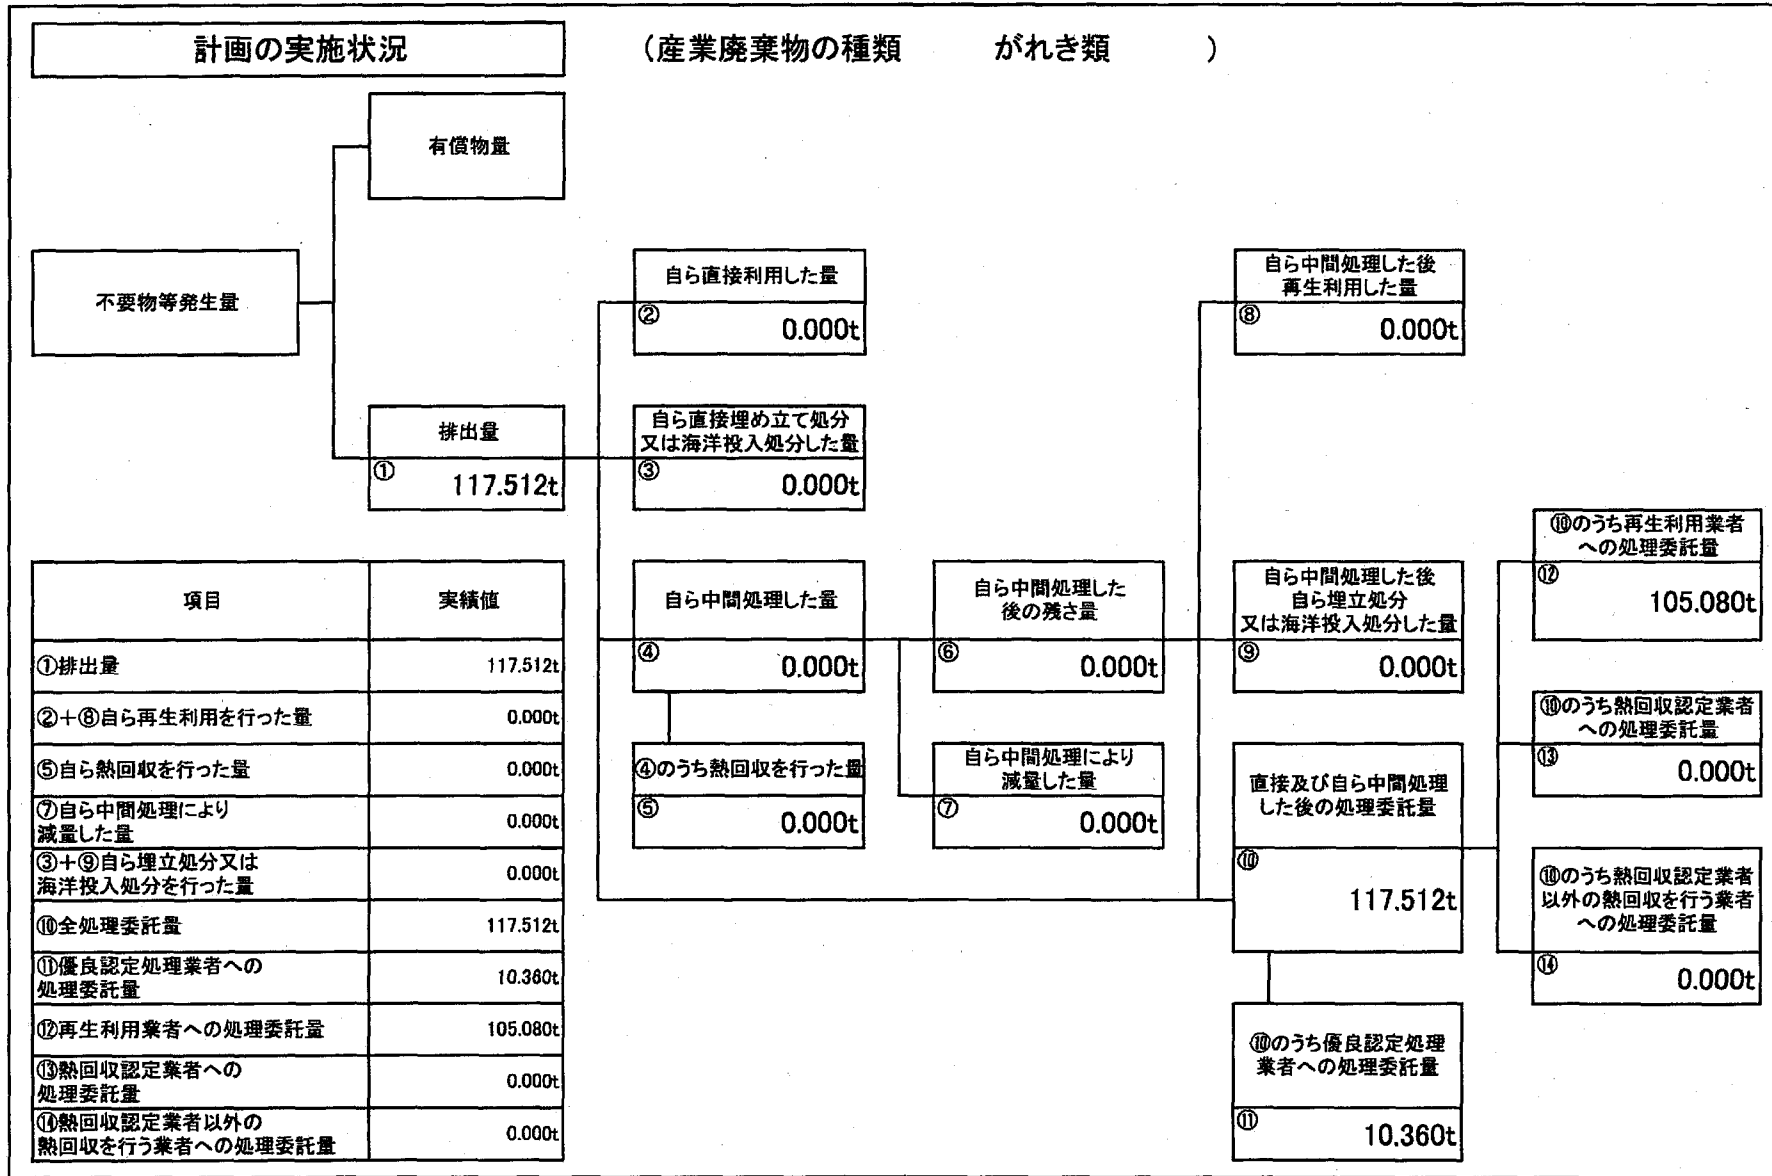 計画の実施状況
（産業廃棄物の種類　がれき類　）
有償物量
不要物等発生量
排出量
①
117.512t
自ら直接利用した量
②
0.000t
自ら直接埋め立て処分
又は海洋投入処分した量
③
0.000t
自ら中間処理した後
再生利用した量
⑧
0.000t
自ら中間処理した量
④
0.000t
④のうち熱回収を行った量
⑤
0.000t
自ら中間処理した
後の残さ量
⑥
0.000t
自ら中間処理により
減量した量
⑦
0.000t
自ら中間処理した後
自ら埋立処分
又は海洋投入処分した量
⑨
0.000t
直接及び自ら中間処理
した後の処理委託量
⑩
117.512t
⑩のうち優良認定処理
業者への処理委託量
⑪
10.360t
⑩のうち再生利用業者
への処理委託量
⑫
105.080t
⑩のうち熱回収認定業者
への処理委託量
⑬
0.000t
⑩のうち熱回収認定業者
以外の熱回収を行う業者
への処理委託量
⑭
0.000t
項目 実績値
①排出量 117.512t
②＋⑧自ら再生利用を行った量 0.000t
⑤自ら熱回収を行った量 0.000t
⑦自ら中間処理により
減量した量 0.000t
③＋⑨自ら埋立処分又は
海洋投入処分を行った量 0.000t
⑩全処理委託量 117.512t
⑪優良認定処理業者への
処理委託量 10.360t
⑫再生利用業者への処理委託量 105.080t
⑬熱回収認定業者への
処理委託量 0.000t
⑭熱回収認定業者以外の
熱回収を行う業者への処理委託量 0.000t